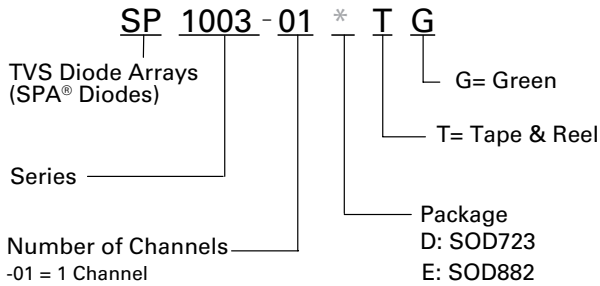 SP 1003 - 01 * T G
TVS Diode Arrays
(SPA® Diodes)
G= Green
T= Tape & Reel
Series
Package
D: SOD723
E: SOD882
Number of Channels
-01 = 1 Channel